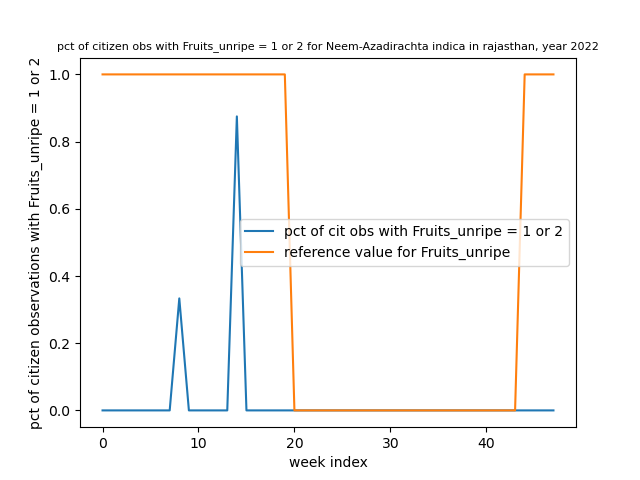 pct of citizen obs with Fruits_unripe = 1 or 2 for Neem-Azadirachta indica in rajasthan, year 2022
pct of citizen observations with Fruits_unripe = 1 or 2
1.0
0.8
0.6
0.4
0.2
0.0
pct of cit obs with Fruits_unripe = 1 or 2
reference value for Fruits_unripe
0 10 20 30 40
week index